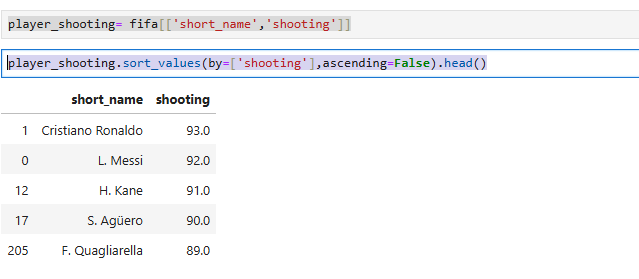 player_shooting= fifa[['short_name','shooting']]
player_shooting.sort_values(by=['shooting'],ascending=False).head()
short_name shooting
1 Cristiano Ronaldo 93.0
0 L. Messi 92.0
12 H. Kane 91.0
17 S. Agüero 90.0
205 F. Quagliarella 89.0